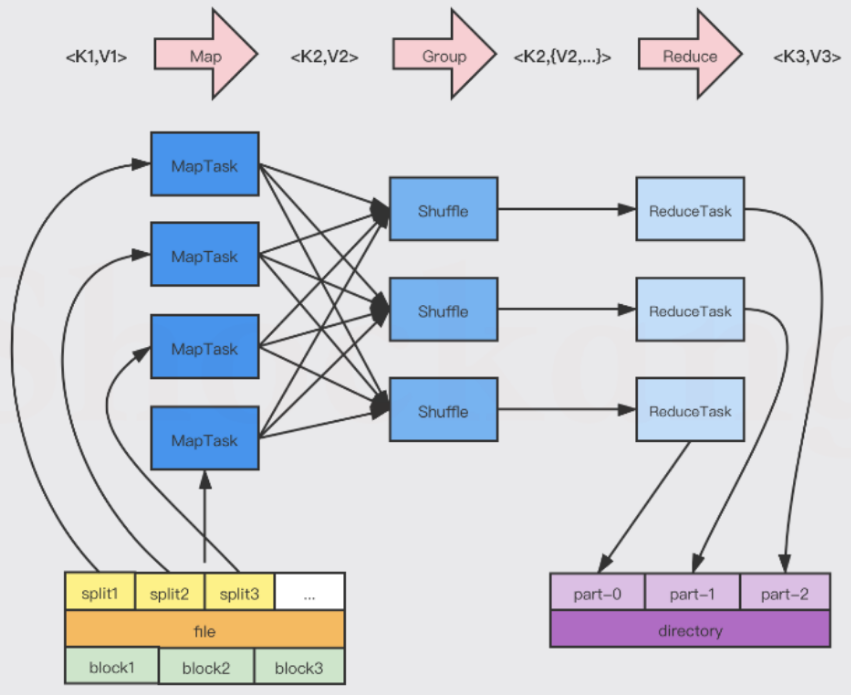 <K1,V1> Map <K2,V2> Group <K2,{V2,...}> Reduce <K3,V3>
MapTask
MapTask
MapTask
MapTask
Shuffle
Shuffle
Shuffle
ReduceTask
ReduceTask
ReduceTask
split1 split2 split3 ...
file
block1 block2 block3
part-0 part-1 part-2
directory